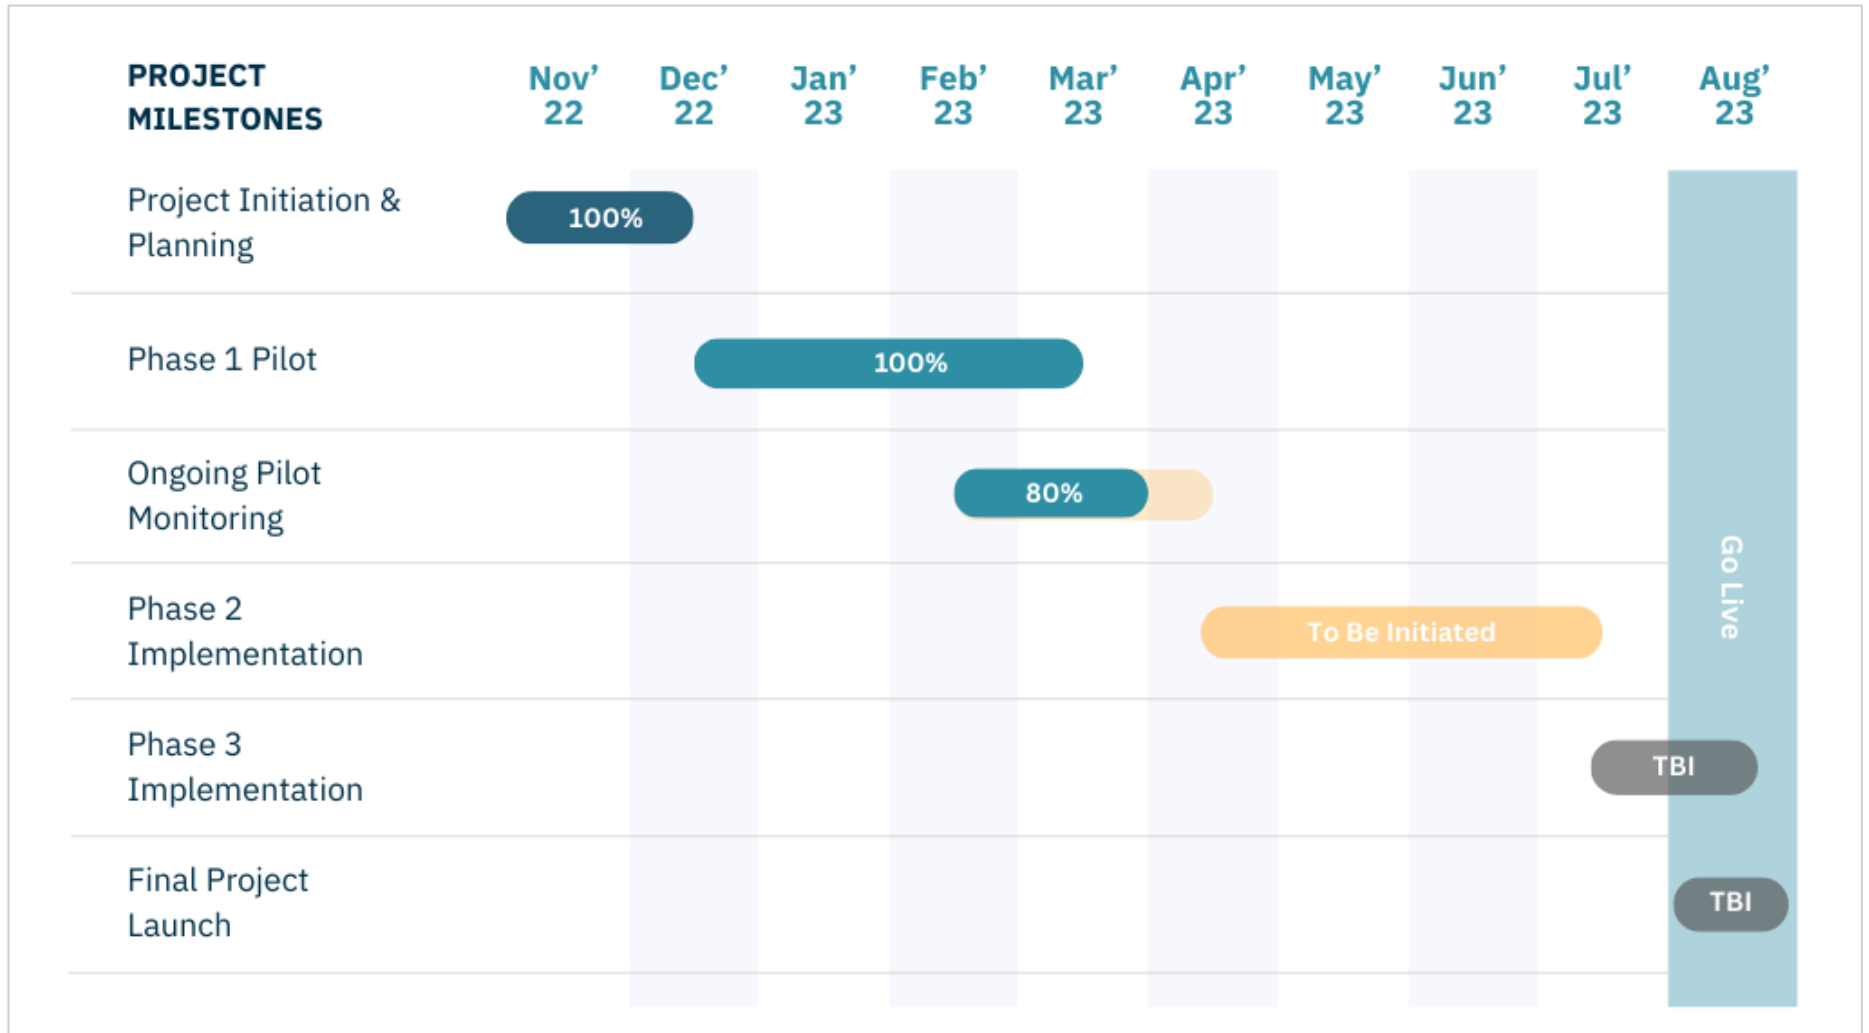 PROJECT
MILESTONES
Nov’
22
Dec’
22
Jan’
23
Feb’
23
Mar’
23
Apr’
23
May’
23
Jun’
23
Jul’
23
Aug’
23
Project Initiation &
Planning
100%
Phase 1 Pilot
100%
Ongoing Pilot
Monitoring
80%
Phase 2
Implementation
To Be Initiated
Phase 3
Implementation
TBI
Final Project
Launch
TBI
Go Live